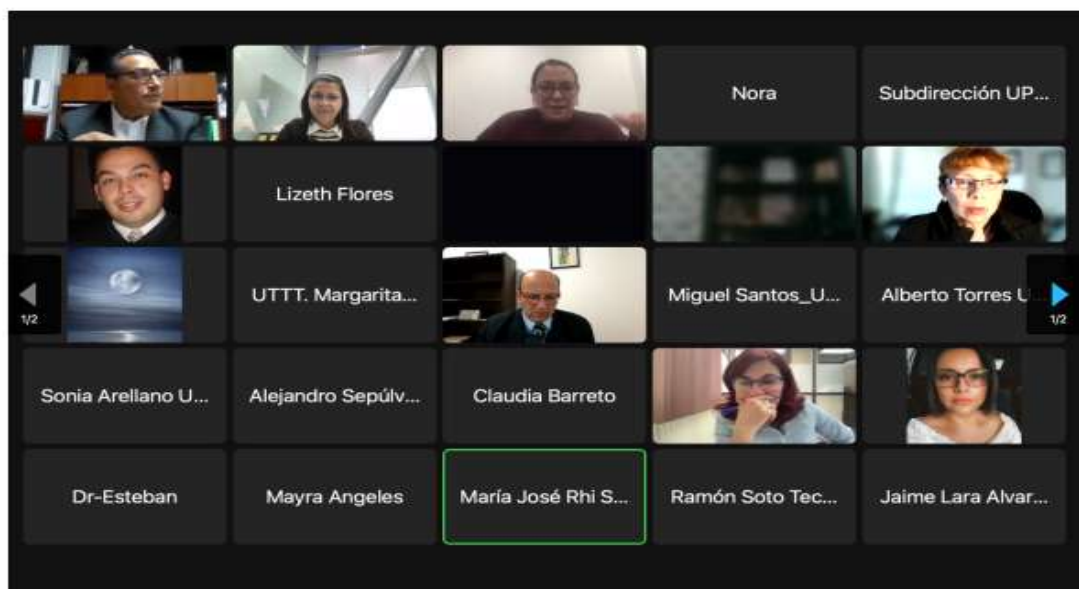 Nora
Subdirección UP...
Lizeth Flores
UTTT. Margarita...
Miguel Santos_U...
Alberto Torres U...
1/2
1/2
Sonia Arellano U...
Alejandro Sepúlv...
Claudia Barreto
Dr-Esteban
Mayra Angeles
María José Rhi S...
Ramón Soto Tec...
Jaime Lara Alvar...